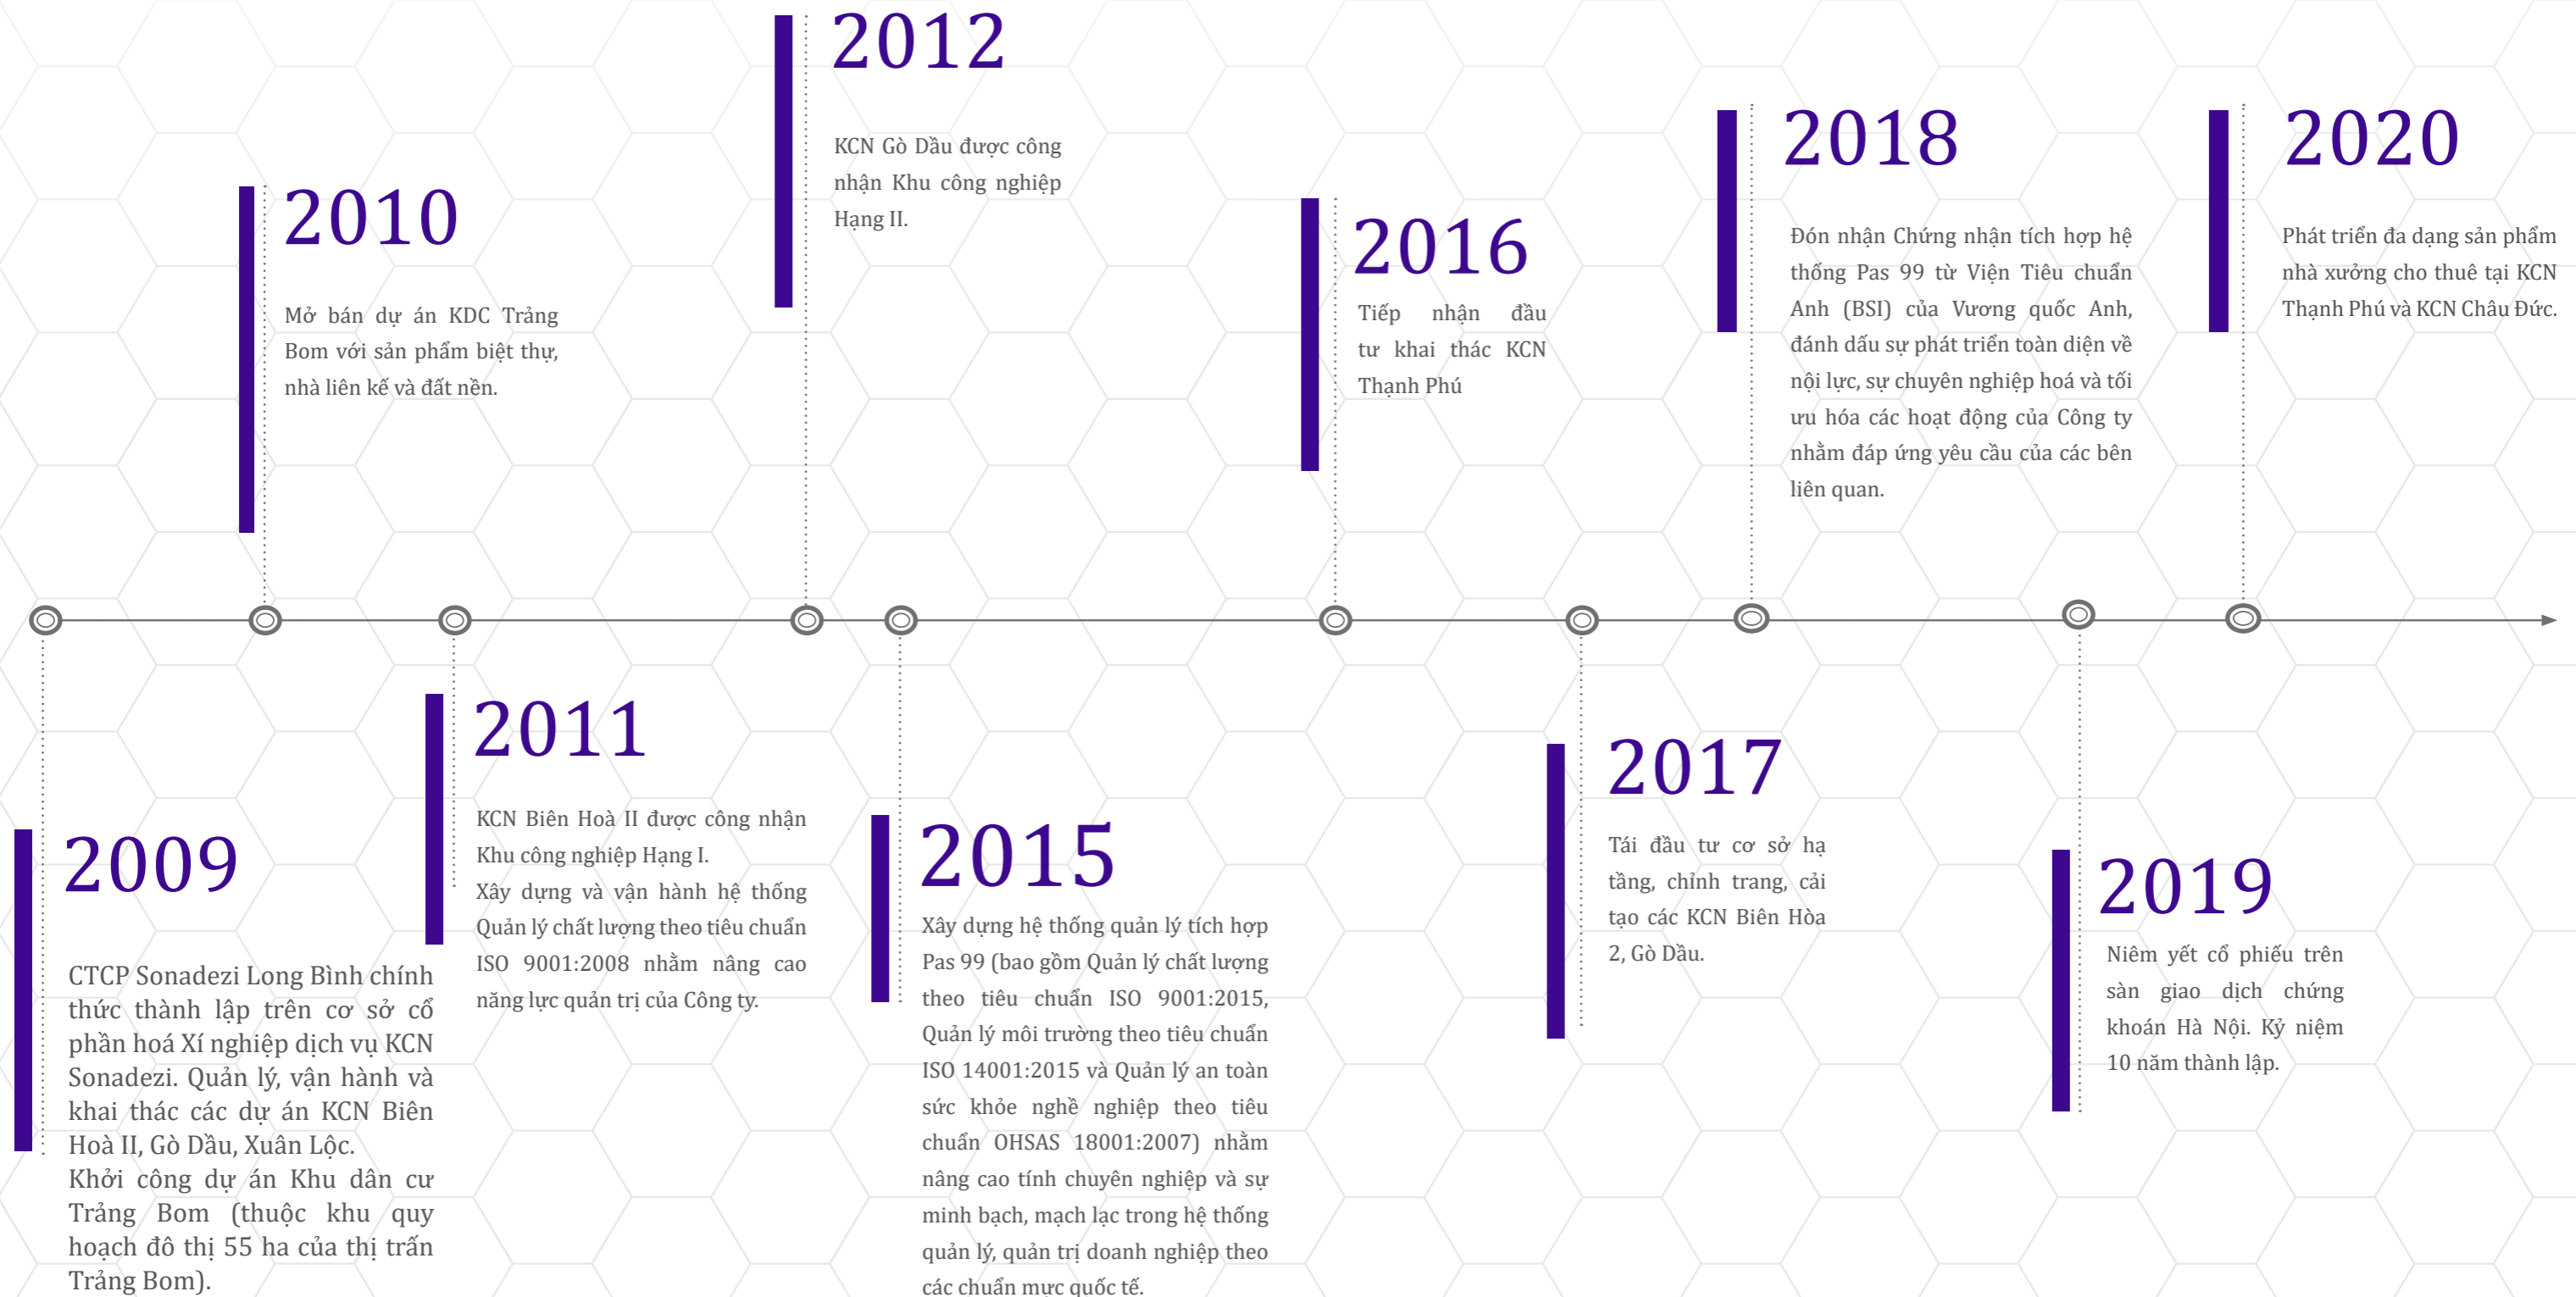 2009
CTCP Sonadezi Long Bình chính
thức thành lập trên cơ sở cổ
phần hoá Xí nghiệp dịch vụ KCN
Sonadezi. Quản lý, vận hành và
khai thác các dự án KCN Biên
Hoà II, Gò Dầu, Xuân Lộc.
Khởi công dự án Khu dân cư
Trảng Bom (thuộc khu quy
hoạch đô thị 55 ha của thị trấn
Trảng Bom).
2010
Mở bán dự án KDC Trảng
Bom với sản phẩm biệt thự,
nhà liên kế và đất nền.
2011
KCN Biên Hoà II được công nhận
Khu công nghiệp Hạng I.
Xây dựng và vận hành hệ thống
Quản lý chất lượng theo tiêu chuẩn
ISO 9001:2008 nhằm nâng cao
năng lực quản trị của Công ty.
2012
KCN Gò Dầu được công
nhận Khu công nghiệp
Hạng II.
2015
Xây dựng hệ thống quản lý tích hợp
Pas 99 (bao gồm Quản lý chất lượng
theo tiêu chuẩn ISO 9001:2015,
Quản lý môi trường theo tiêu chuẩn
ISO 14001:2015 và Quản lý an toàn
sức khỏe nghề nghiệp theo tiêu
chuẩn OHSAS 18001:2007) nhằm
nâng cao tính chuyên nghiệp và sự
minh bạch, mạch lạc trong hệ thống
quản lý, quản trị doanh nghiệp theo
các chuẩn mực quốc tế.
2016
Tiếp nhận đầu
tư khai thác KCN
Thạnh Phú
2017
Tái đầu tư cơ sở hạ
tầng, chỉnh trang, cải
tạo các KCN Biên Hòa
2, Gò Dầu.
2018
Đón nhận Chứng nhận tích hợp hệ
thống Pas 99 từ Viện Tiêu chuẩn
Anh (BSI) của Vương quốc Anh,
đánh dấu sự phát triển toàn diện về
nội lực, sự chuyên nghiệp hoá và tối
ưu hóa các hoạt động của Công ty
nhằm đáp ứng yêu cầu của các bên
liên quan.
2019
Niêm yết cổ phiếu trên
sàn giao dịch chứng
khoán Hà Nội. Kỷ niệm
10 năm thành lập.
2020
Phát triển đa dạng sản phẩm
nhà xưởng cho thuê tại KCN
Thạnh Phú và KCN Châu Đức.